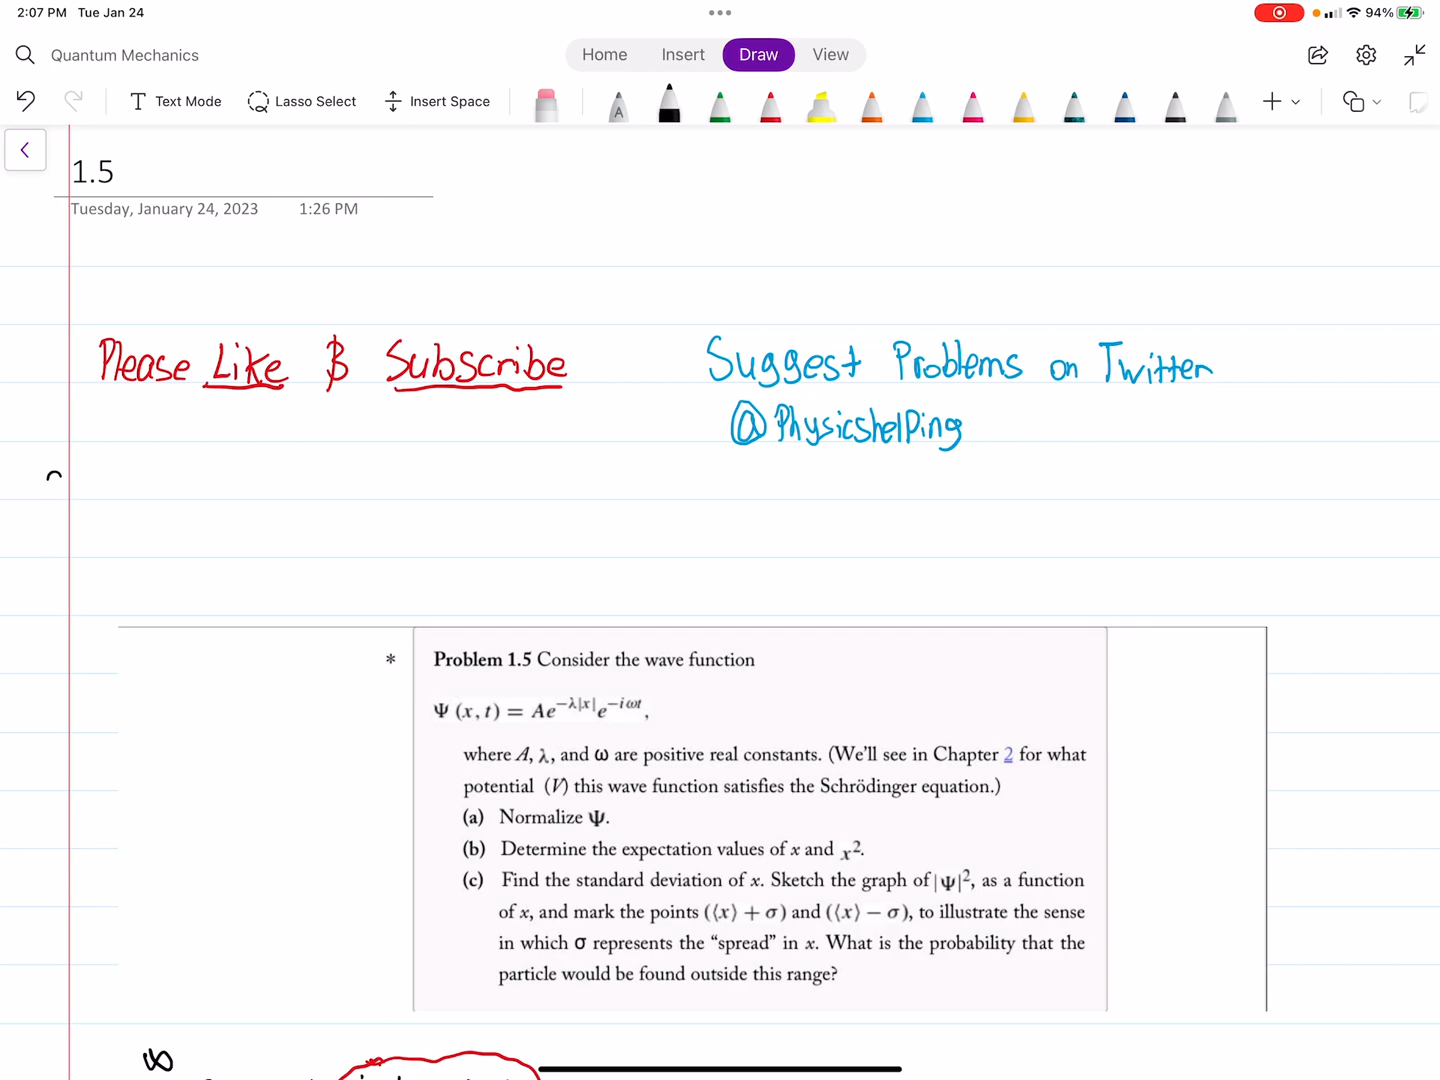 2:07 PM Tue Jan 24
94%
Quantum Mechanics
Home Insert Draw View
Text Mode Lasso Select Insert Space
A
1.5
Tuesday, January 24, 2023 1:26 PM
Please Like & Subscribe
Suggest Problems on Twitter
@Physicshelping
* Problem 1.5 Consider the wave function
Ψ (x, t) = Ae^{−λ|x|}e^{−iωt},
where A, λ, and ω are positive real constants. (We'll see in Chapter 2 for what
potential (V) this wave function satisfies the Schrödinger equation.)
(a) Normalize Ψ.
(b) Determine the expectation values of x and x².
(c) Find the standard deviation of x. Sketch the graph of |Ψ|², as a function
of x, and mark the points (⟨x⟩ + σ) and (⟨x⟩ − σ), to illustrate the sense
in which σ represents the “spread” in x. What is the probability that the
particle would be found outside this range?
∞